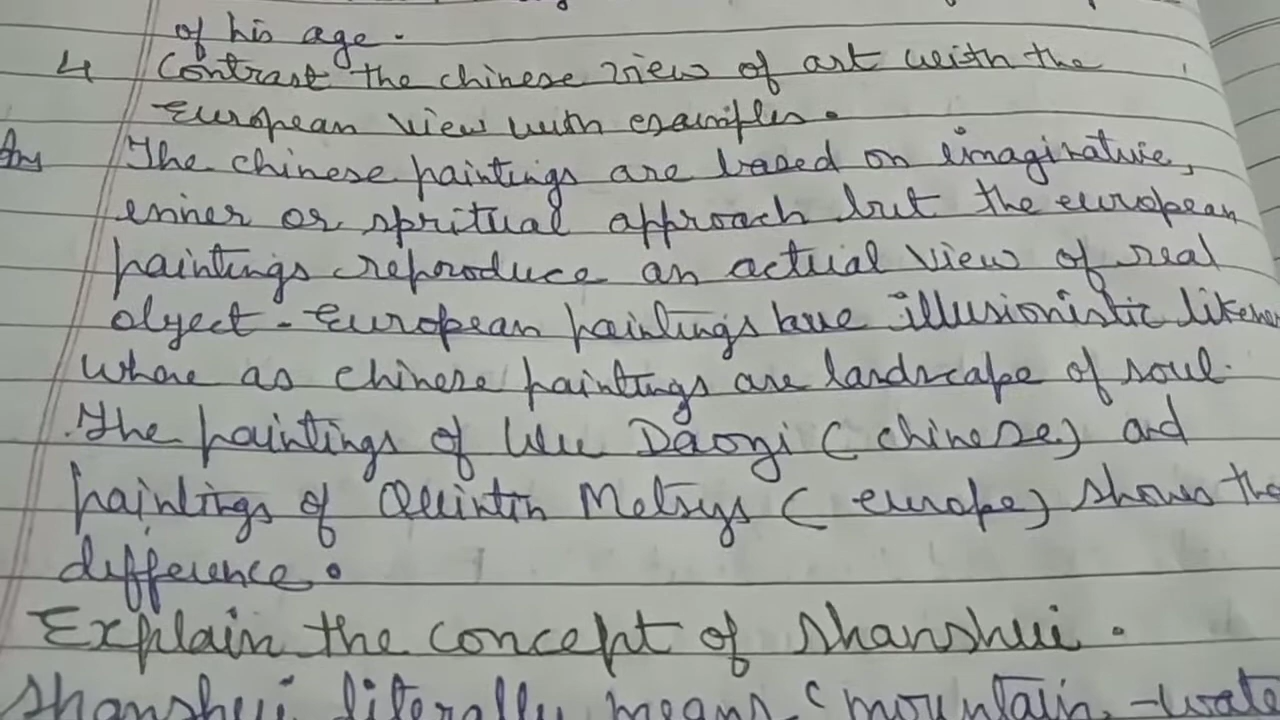 of his age.
4 Contrast the chinese view of art with the
European view with examples.
Ans The chinese paintings are based on imaginative,
enner or spritual approach but the european
paintings reproduce an actual view of real
object. European paintings have illusionistic likeness
Where as chinese paintings are landscape of soul.
The paintings of Wu Daozi (chinese) and
paintings of Quintin Metsys (europe) shows the
difference.
Explain the concept of shanshui.
shanshui literally means 'mountain-wate